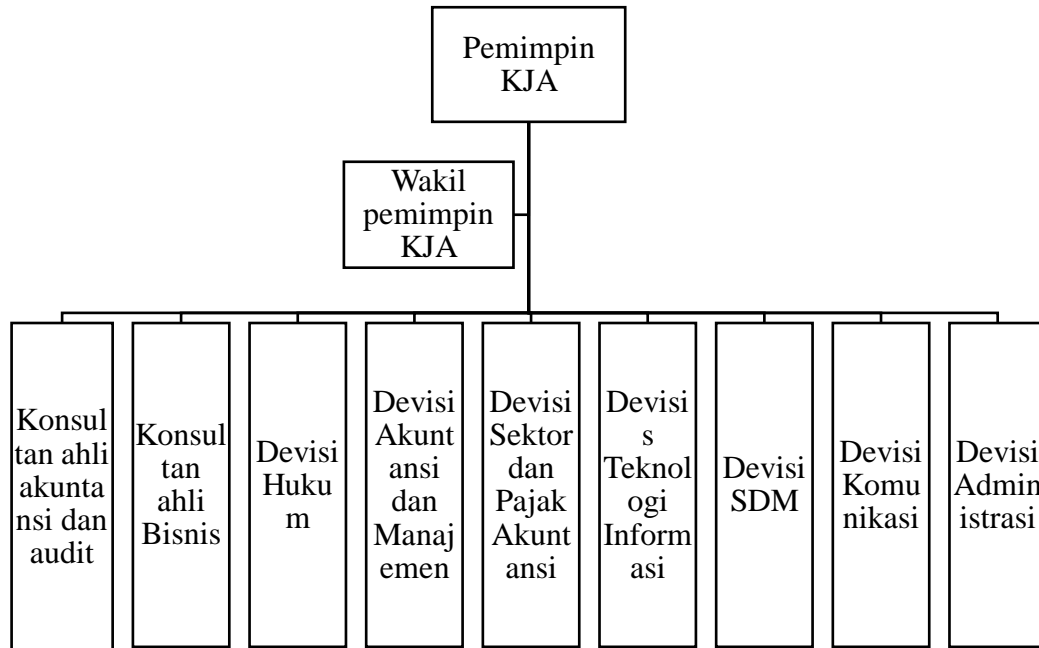 Pemimpin
KJA
Wakil
pemimpin
KJA
Konsul
tan ahli
akunta
nsi dan
audit
Konsul
tan
ahli
Bisnis
Devisi
Huku
m
Devisi
Akunt
ansi
dan
Manaj
emen
Devisi
Sektor
dan
Pajak
Akunt
ansi
Devisi
s
Teknol
ogi
Inform
asi
Devisi
SDM
Devisi
Komu
nikasi
Devisi
Admin
istrasi